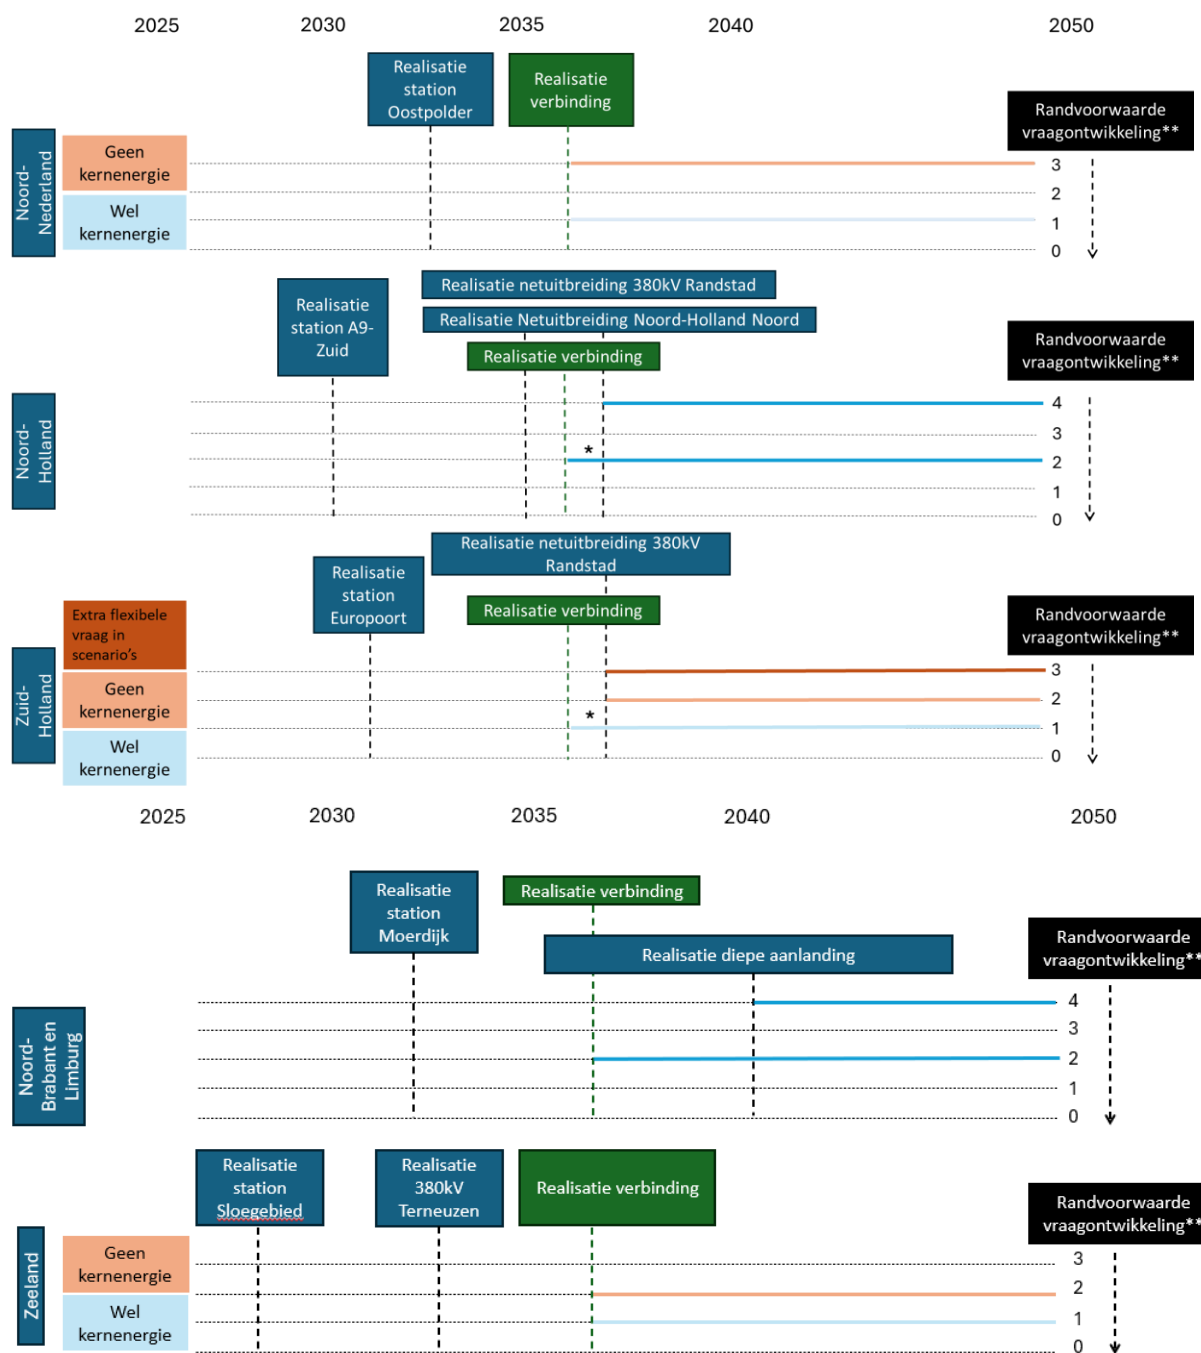 2025 2030 2035 2040 2050
Realisatie
station
Oostpolder
Realisatie
verbinding
Randvoorwaarde
vraagontwikkeling**
Noord-
Nederland
Geen
kernenergie
Wel
kernenergie
3
2
1
0
Realisatie netuitbreiding 380kV Randstad
Realisatie
station A9-
Zuid
Realisatie Netuitbreiding Noord-Holland Noord
Realisatie verbinding
Randvoorwaarde
vraagontwikkeling**
Noord-
Holland
*
4
3
2
1
0
Realisatie netuitbreiding 380kV
Randstad
Realisatie
station
Europoort
Realisatie verbinding
Randvoorwaarde
vraagontwikkeling**
Zuid-
Holland
Extra flexibele
vraag in
scenario's
Geen
kernenergie
Wel
kernenergie
*
3
2
1
0
2025 2030 2035 2040 2050
Realisatie
station
Moerdijk
Realisatie verbinding
Realisatie diepe aanlanding
Randvoorwaarde
vraagontwikkeling**
Noord-
Brabant en
Limburg
4
3
2
1
0
Realisatie
station
Sloegebied
Realisatie
380kV
Terneuzen
Realisatie verbinding
Randvoorwaarde
vraagontwikkeling**
Zeeland
Geen
kernenergie
Wel
kernenergie
3
2
1
0